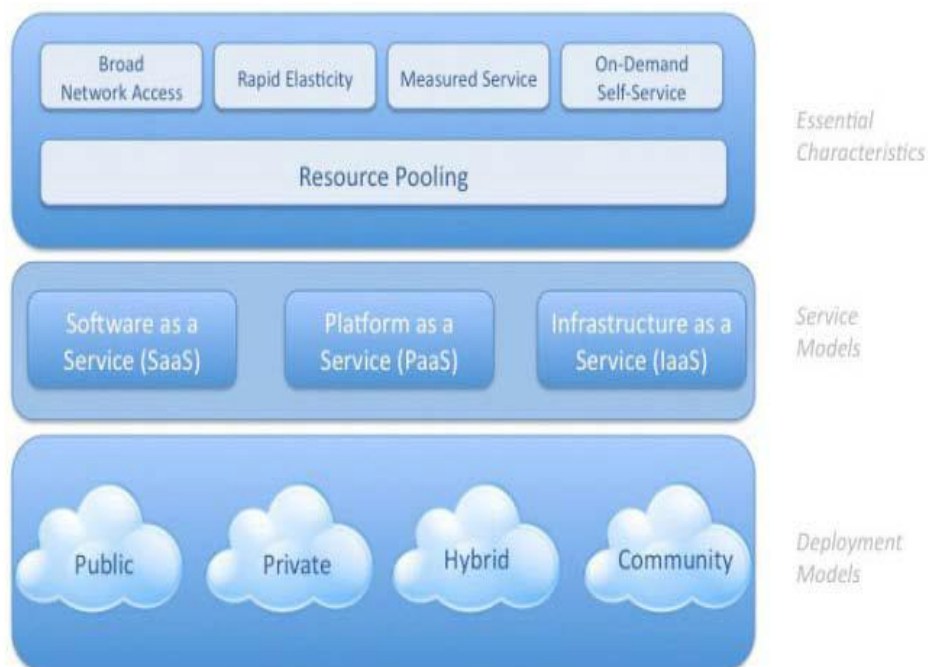 Broad
Network Access
Rapid Elasticity
Measured Service
On-Demand
Self-Service
Resource Pooling
Essential
Characteristics
Software as a
Service (SaaS)
Platform as a
Service (PaaS)
Infrastructure as a
Service (IaaS)
Service
Models
Public
Private
Hybrid
Community
Deployment
Models